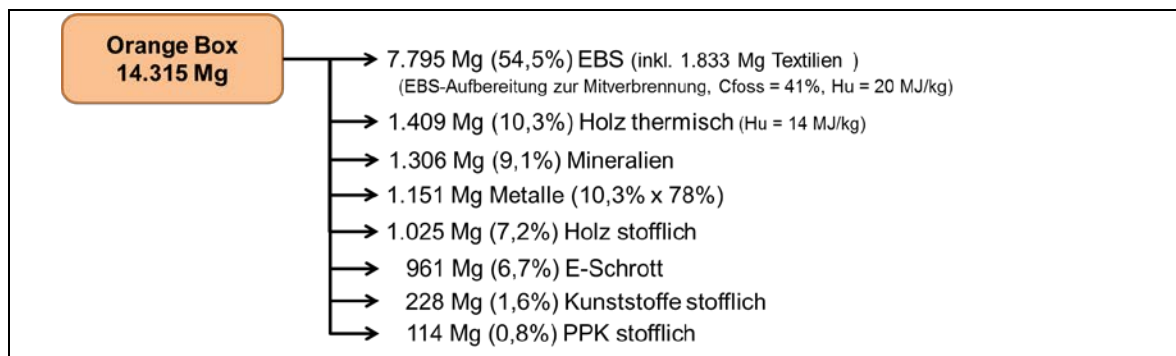 Orange Box
14.315 Mg
7.795 Mg (54,5%) EBS (inkl. 1.833 Mg Textilien )
(EBS-Aufbereitung zur Mitverbrennung, Cfoss = 41%, Hu = 20 MJ/kg)
1.409 Mg (10,3%) Holz thermisch (Hu = 14 MJ/kg)
1.306 Mg (9,1%) Mineralien
1.151 Mg Metalle (10,3% x 78%)
1.025 Mg (7,2%) Holz stofflich
961 Mg (6,7%) E-Schrott
228 Mg (1,6%) Kunststoffe stofflich
114 Mg (0,8%) PPK stofflich